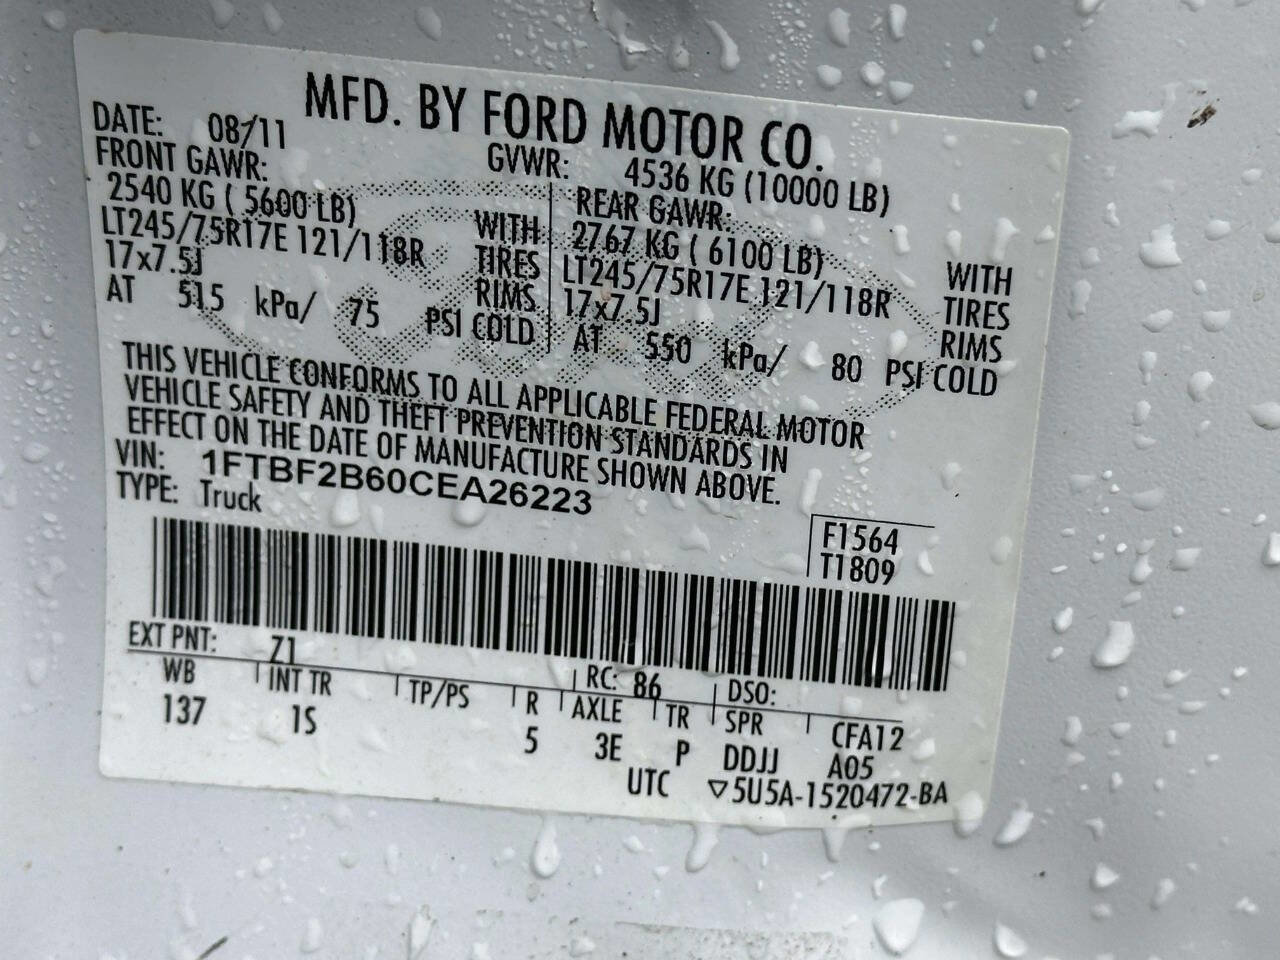 MFD. BY FORD MOTOR CO.
DATE: 08/11 GVWR: 4536 KG (10000 LB)
FRONT GAWR: REAR GAWR:
2540 KG ( 5600 LB) WITH 2767 KG ( 6100 LB) WITH
LT245/75R17E 121/118R TIRES LT245/75R17E 121/118R TIRES
17x7.5J RIMS 17x7.5J RIMS
AT 515 kPa/ 75 PSI COLD AT 550 kPa/ 80 PSI COLD
THIS VEHICLE CONFORMS TO ALL APPLICABLE FEDERAL MOTOR
VEHICLE SAFETY AND THEFT PREVENTION STANDARDS IN
EFFECT ON THE DATE OF MANUFACTURE SHOWN ABOVE.
VIN: 1FTBF2B60CEA26223
TYPE: Truck
F1564
T1809
EXT PNT: Z1 RC: 86 DSO:
WB INT TR TP/PS R AXLE TR SPR CFA12
137 1S 5 3E P DDJJ A05
UTC ▽5U5A-1520472-BA